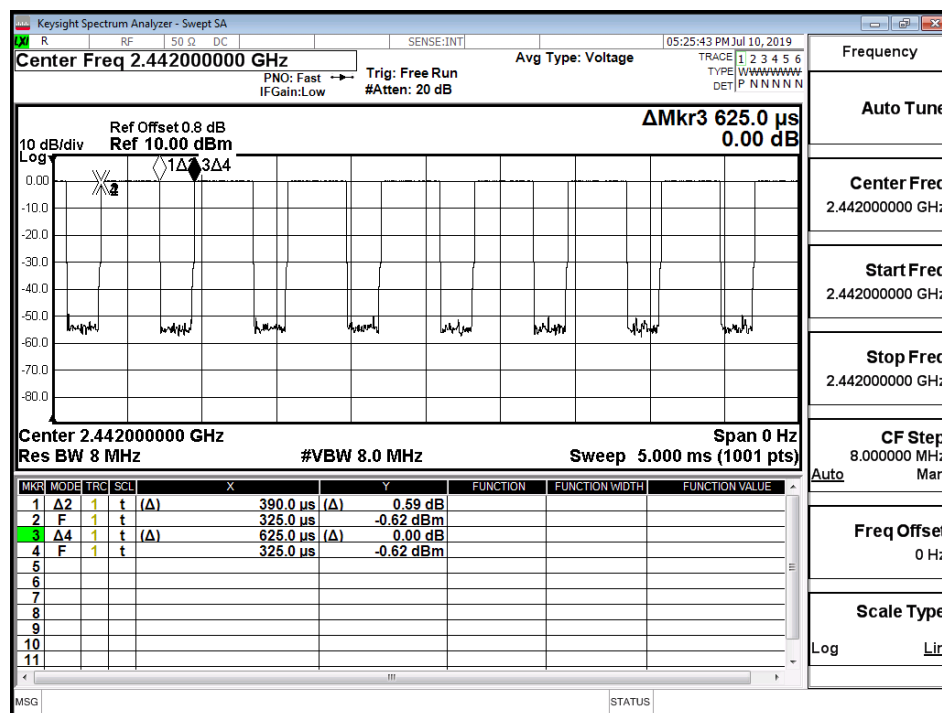 Keysight Spectrum Analyzer - Swept SA
LXI R RF 50 Ω DC SENSE:INT 05:25:43 PM Jul 10, 2019
Center Freq 2.442000000 GHz
PNO: Fast
IFGain:Low
Trig: Free Run
#Atten: 20 dB
Avg Type: Voltage
TRACE 1 2 3 4 5 6
TYPE WWWWWW
DET P N N N N N
ΔMkr3 625.0 µs
0.00 dB
Ref Offset 0.8 dB
10 dB/div Ref 10.00 dBm
Log
1Δ2 3Δ4
0.00
-10.0
-20.0
-30.0
-40.0
-50.0
-60.0
-70.0
-80.0
Center 2.442000000 GHz Span 0 Hz
Res BW 8 MHz #VBW 8.0 MHz Sweep 5.000 ms (1001 pts)
MKR MODE TRC SCL X Y FUNCTION FUNCTION WIDTH FUNCTION VALUE
1 Δ2 1 t (Δ) 390.0 µs (Δ) 0.59 dB
2 F 1 t 325.0 µs -0.62 dBm
3 Δ4 1 t (Δ) 625.0 µs (Δ) 0.00 dB
4 F 1 t 325.0 µs -0.62 dBm
5
6
7
8
9
10
11
MSG STATUS
Frequency
Auto Tune
Center Freq
2.442000000 GHz
Start Freq
2.442000000 GHz
Stop Freq
2.442000000 GHz
CF Step
8.000000 MHz
Auto Man
Freq Offset
0 Hz
Scale Type
Log Lin